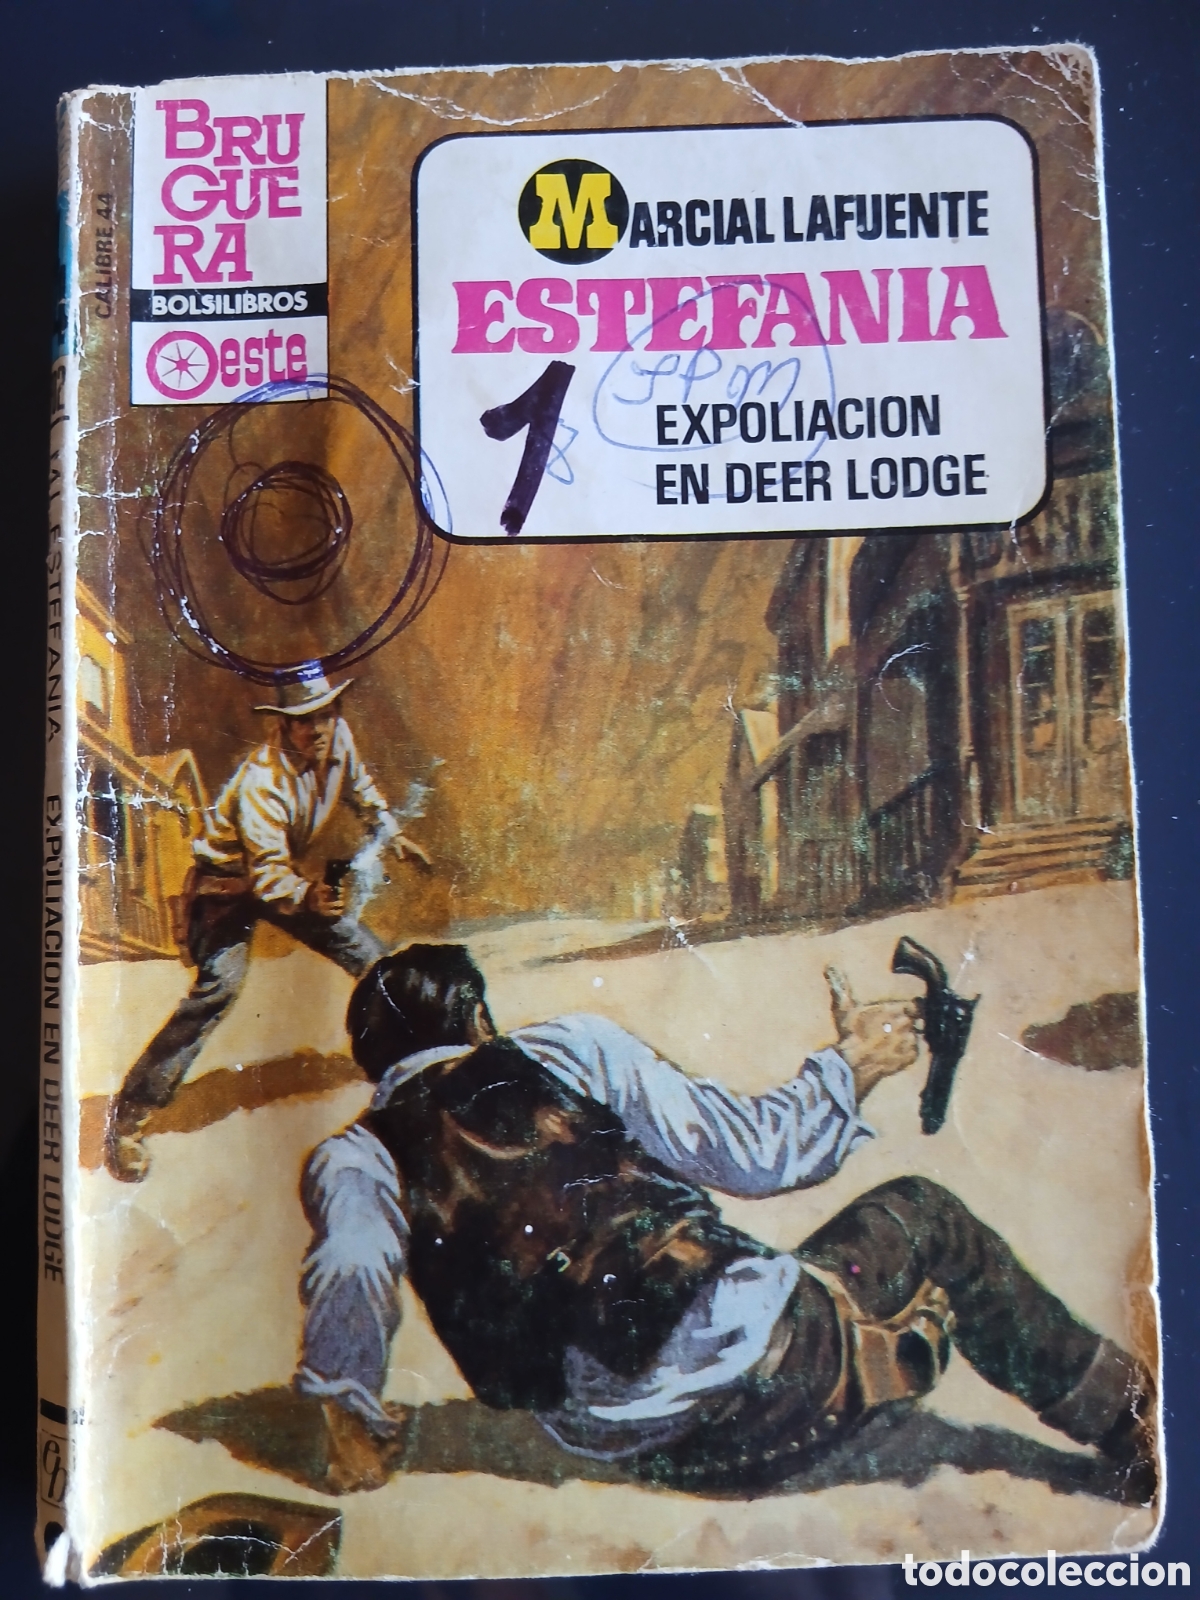 BRU
GUE
RA
BOLSILIBROS
Oeste
CALIBRE 44
MARCIAL LAFUENTE
ESTEFANIA
1
EXPOLIACION
EN DEER LODGE
BAN
ESTEFANIA EXPOLIACION EN DEER LODGE
todocoleccion